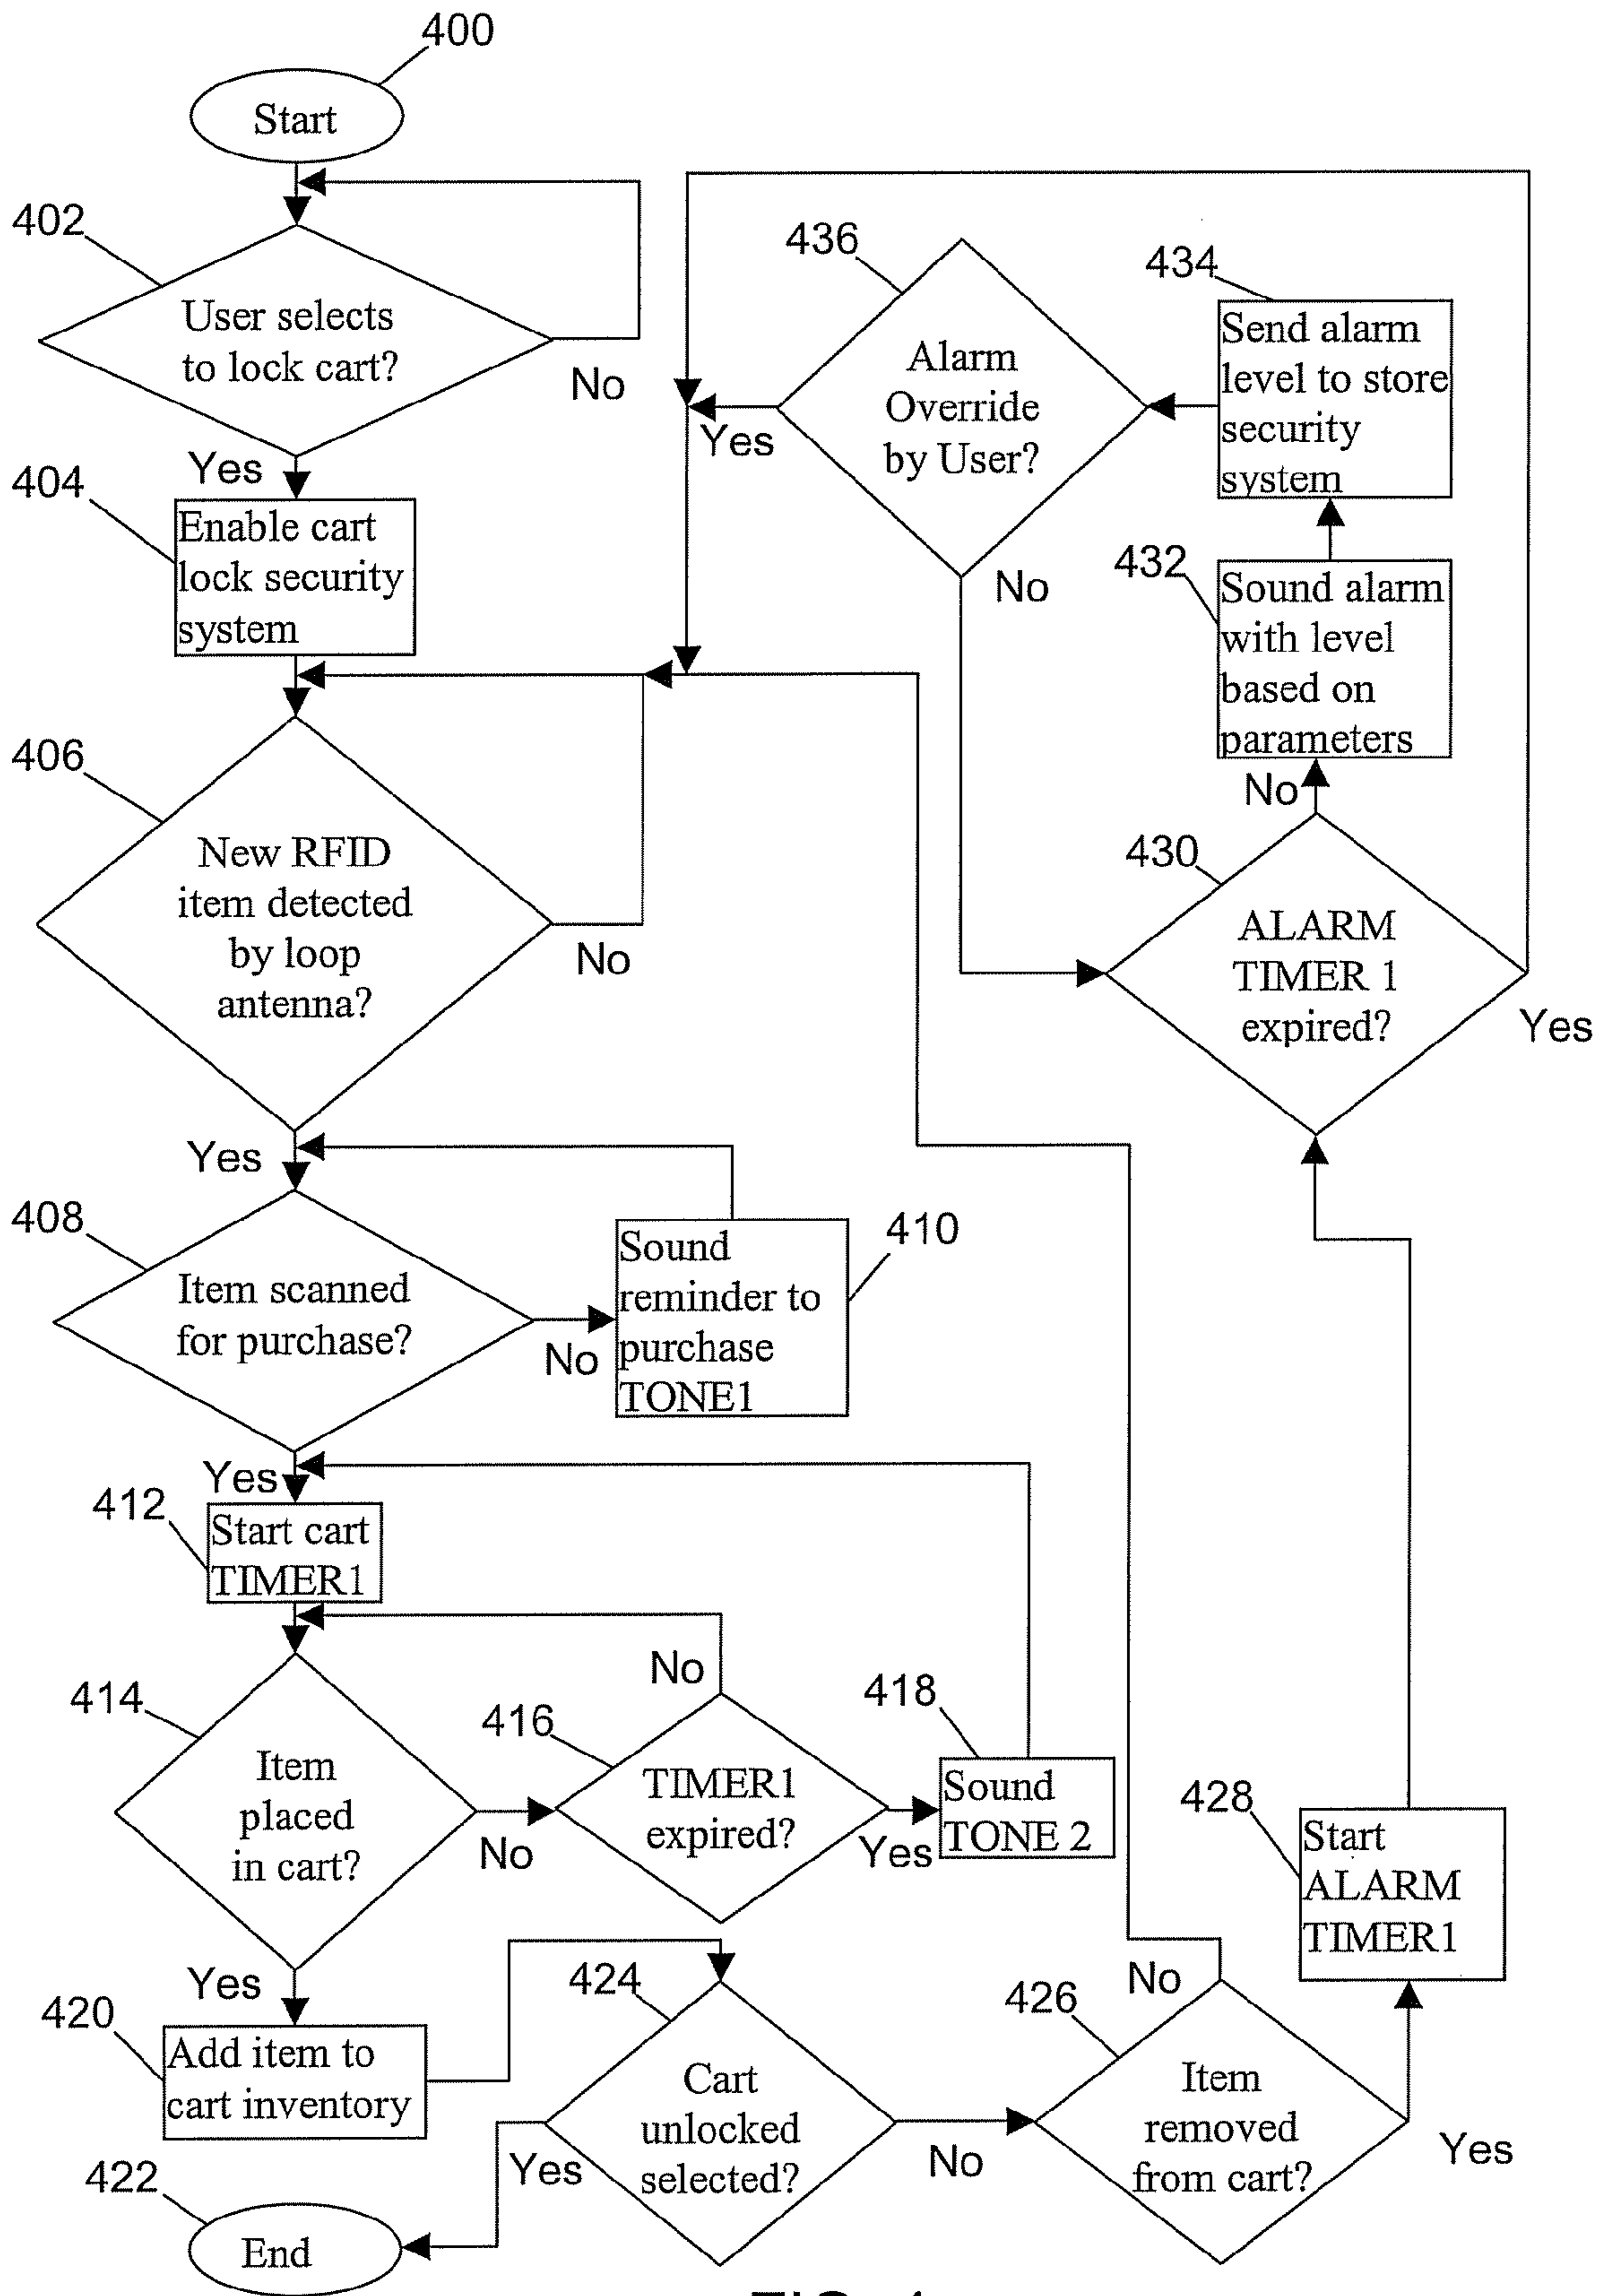 400
Start
402
User selects
to lock cart?
No
Yes
404
Enable cart
lock security
system
406
New RFID
item detected
by loop
antenna?
No
Yes
408
Item scanned
for purchase?
No
410
Sound
reminder to
purchase
TONE1
Yes
412
Start cart
TIMER1
414
Item
placed
in cart?
No
416
TIMER1
expired?
No
Yes
418
Sound
TONE 2
Yes
420
Add item to
cart inventory
422
End
424
Cart
unlocked
selected?
Yes
No
426
Item
removed
from cart?
No
Yes
428
Start
ALARM
TIMER1
430
ALARM
TIMER 1
expired?
Yes
No
432
Sound alarm
with level
based on
parameters
434
Send alarm
level to store
security
system
436
Alarm
Override
by User?
Yes
No